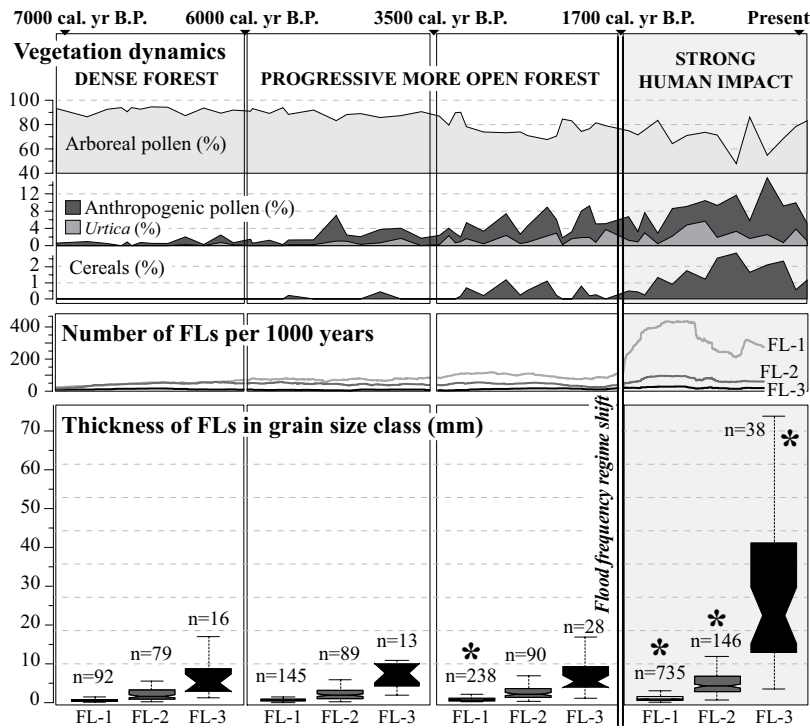 7000 cal. yr B.P. 6000 cal. yr B.P. 3500 cal. yr B.P. 1700 cal. yr B.P. Present
Vegetation dynamics
DENSE FOREST
PROGRESSIVE MORE OPEN FOREST
STRONG
HUMAN IMPACT
100
80
60
40
Arboreal pollen (%)
12
8
4
0
Anthropogenic pollen (%)
Urtica (%)
2
1
0
Cereals (%)
400
200
0
Number of FLs per 1000 years
FL-1
FL-2
FL-3
Thickness of FLs in grain size class (mm)
70
60
50
40
30
20
10
0
Flood frequency regime shift
n=92
n=79
n=16
n=145
n=89
n=13
*
n=238
n=90
n=28
*
n=735
*
n=146
n=38
*
FL-1 FL-2 FL-3 FL-1 FL-2 FL-3 FL-1 FL-2 FL-3 FL-1 FL-2 FL-3